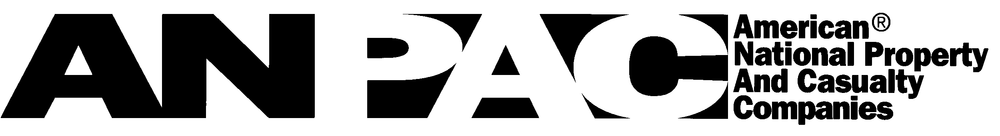 ANPAC
American®
National Property
And Casualty
Companies